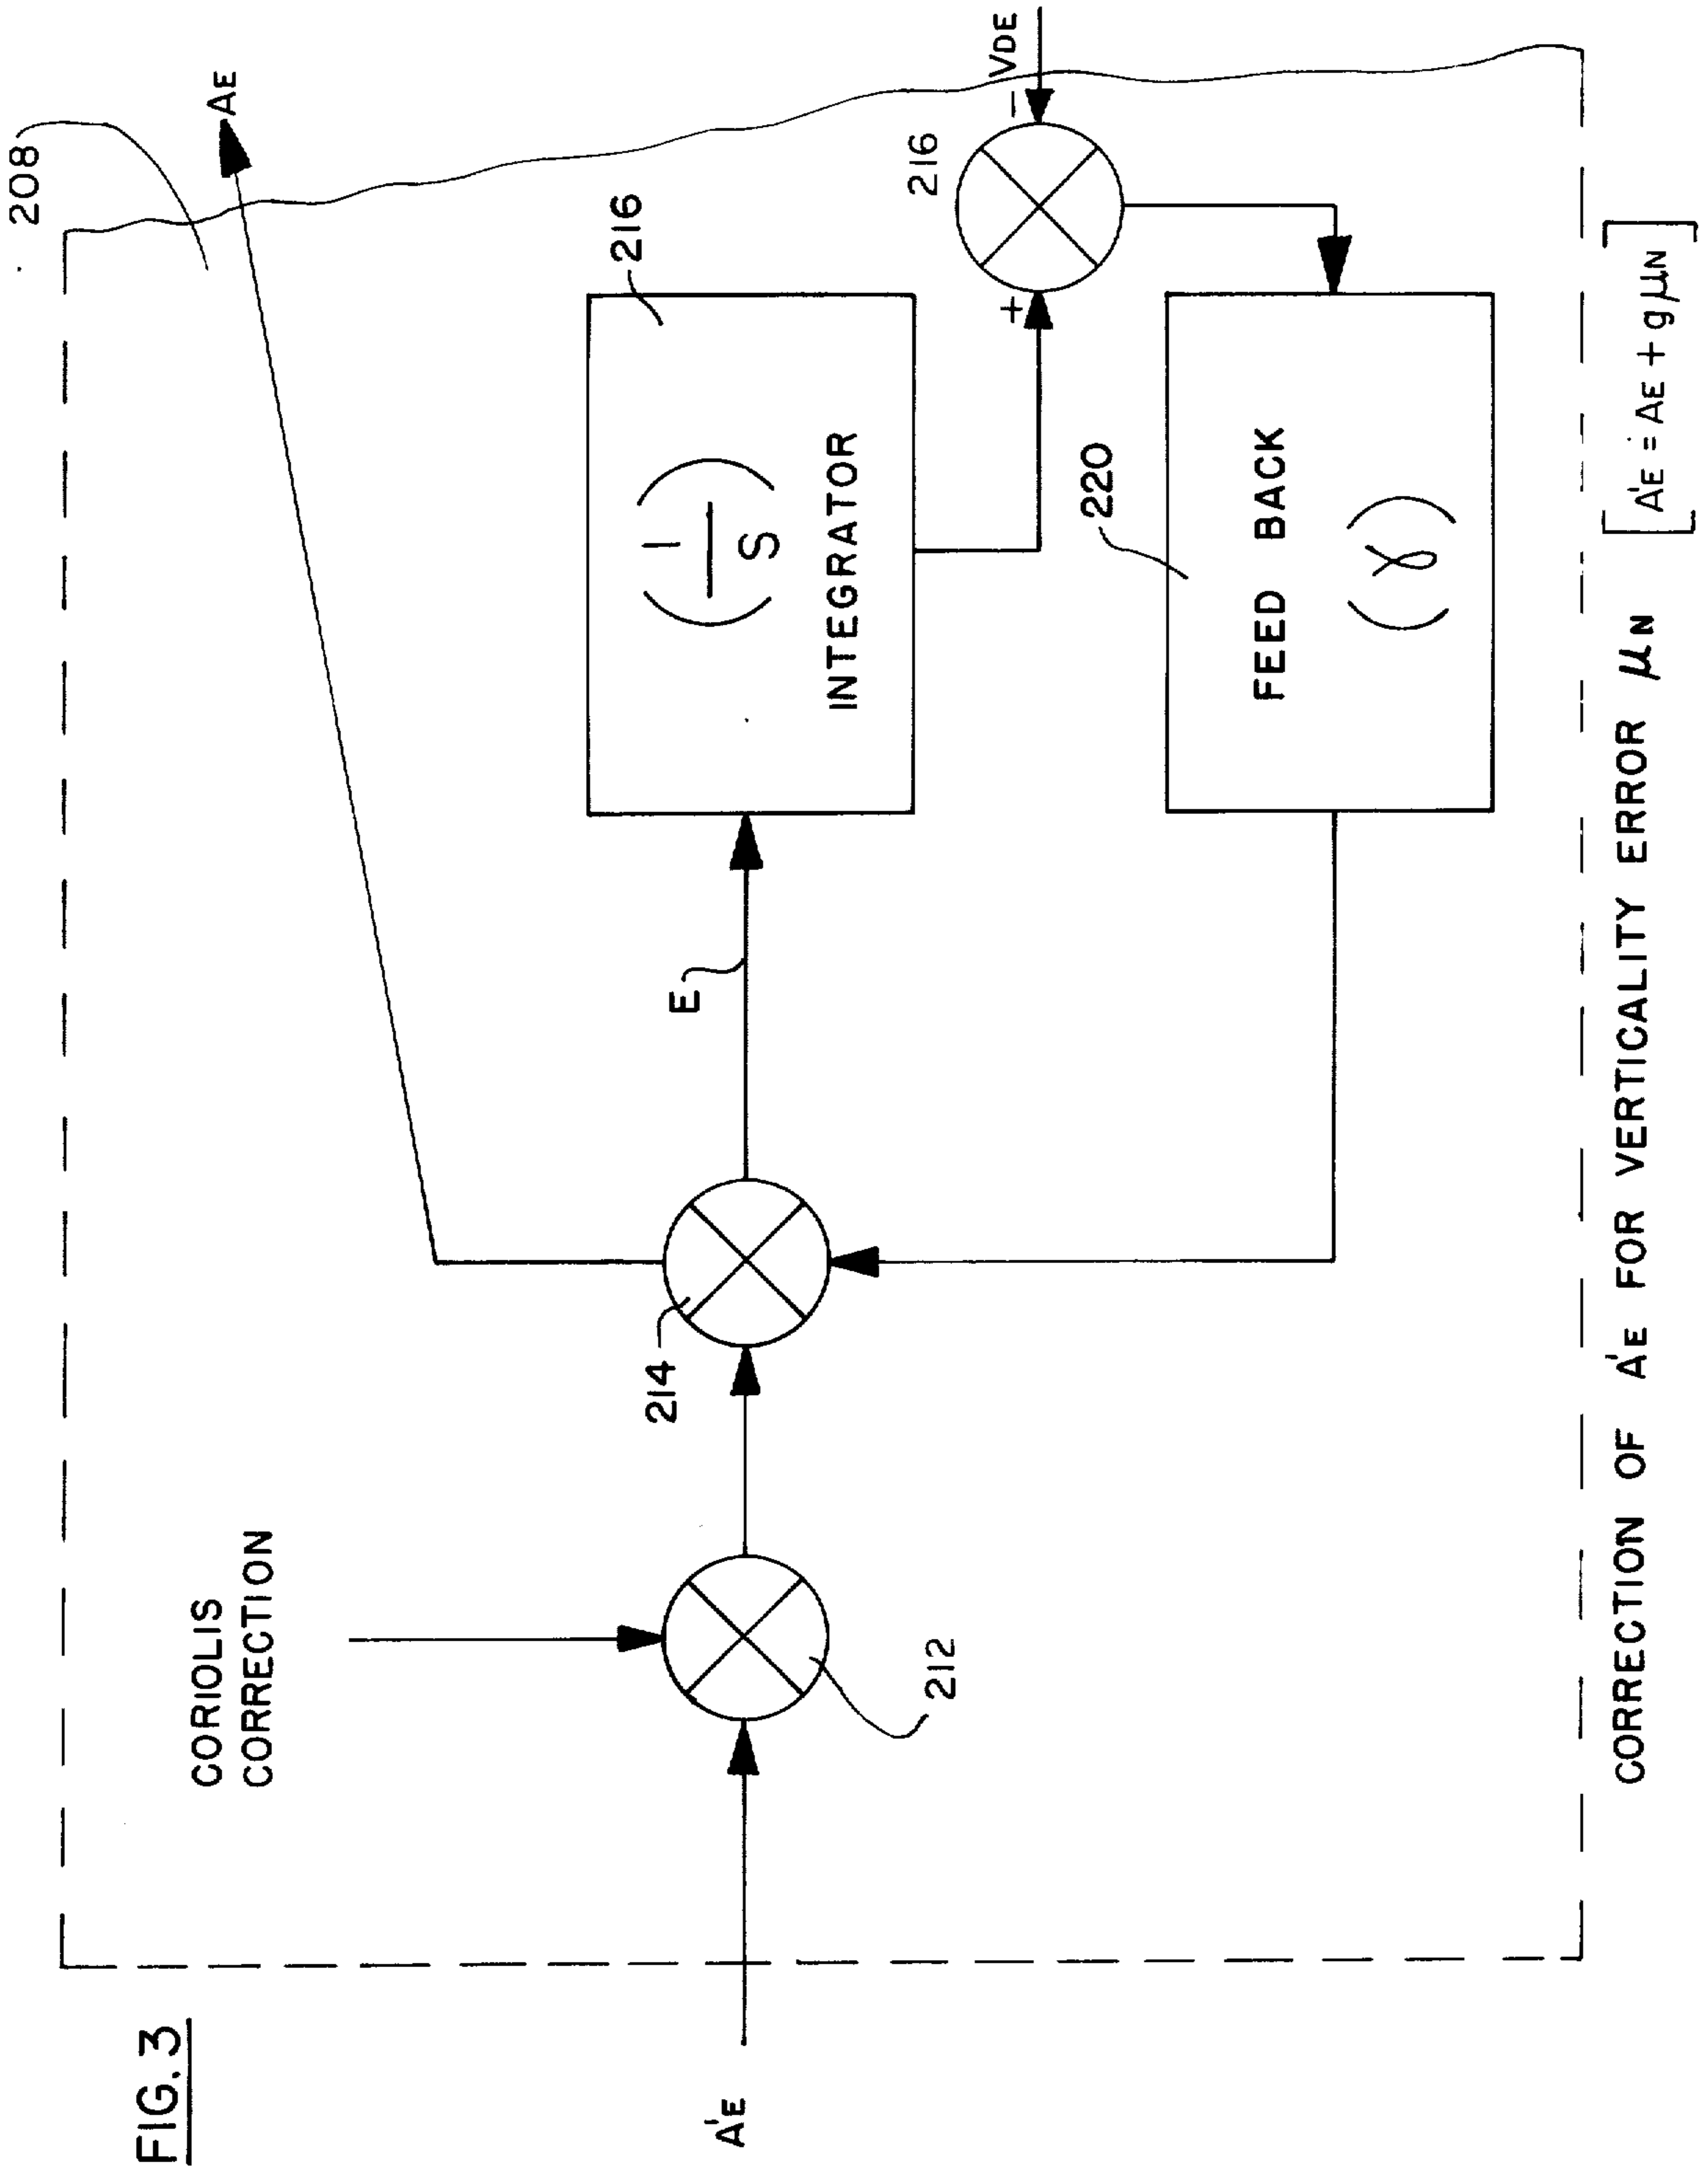 FIG. 3
208
CORIOLIS
CORRECTION
AE
A'E
212
214
E
216
(1/S)
INTEGRATOR
+
216
-
VDE
220
FEED BACK
(γ)
CORRECTION OF A'E FOR VERTICALITY ERROR μN [A'E = AE + gμN]